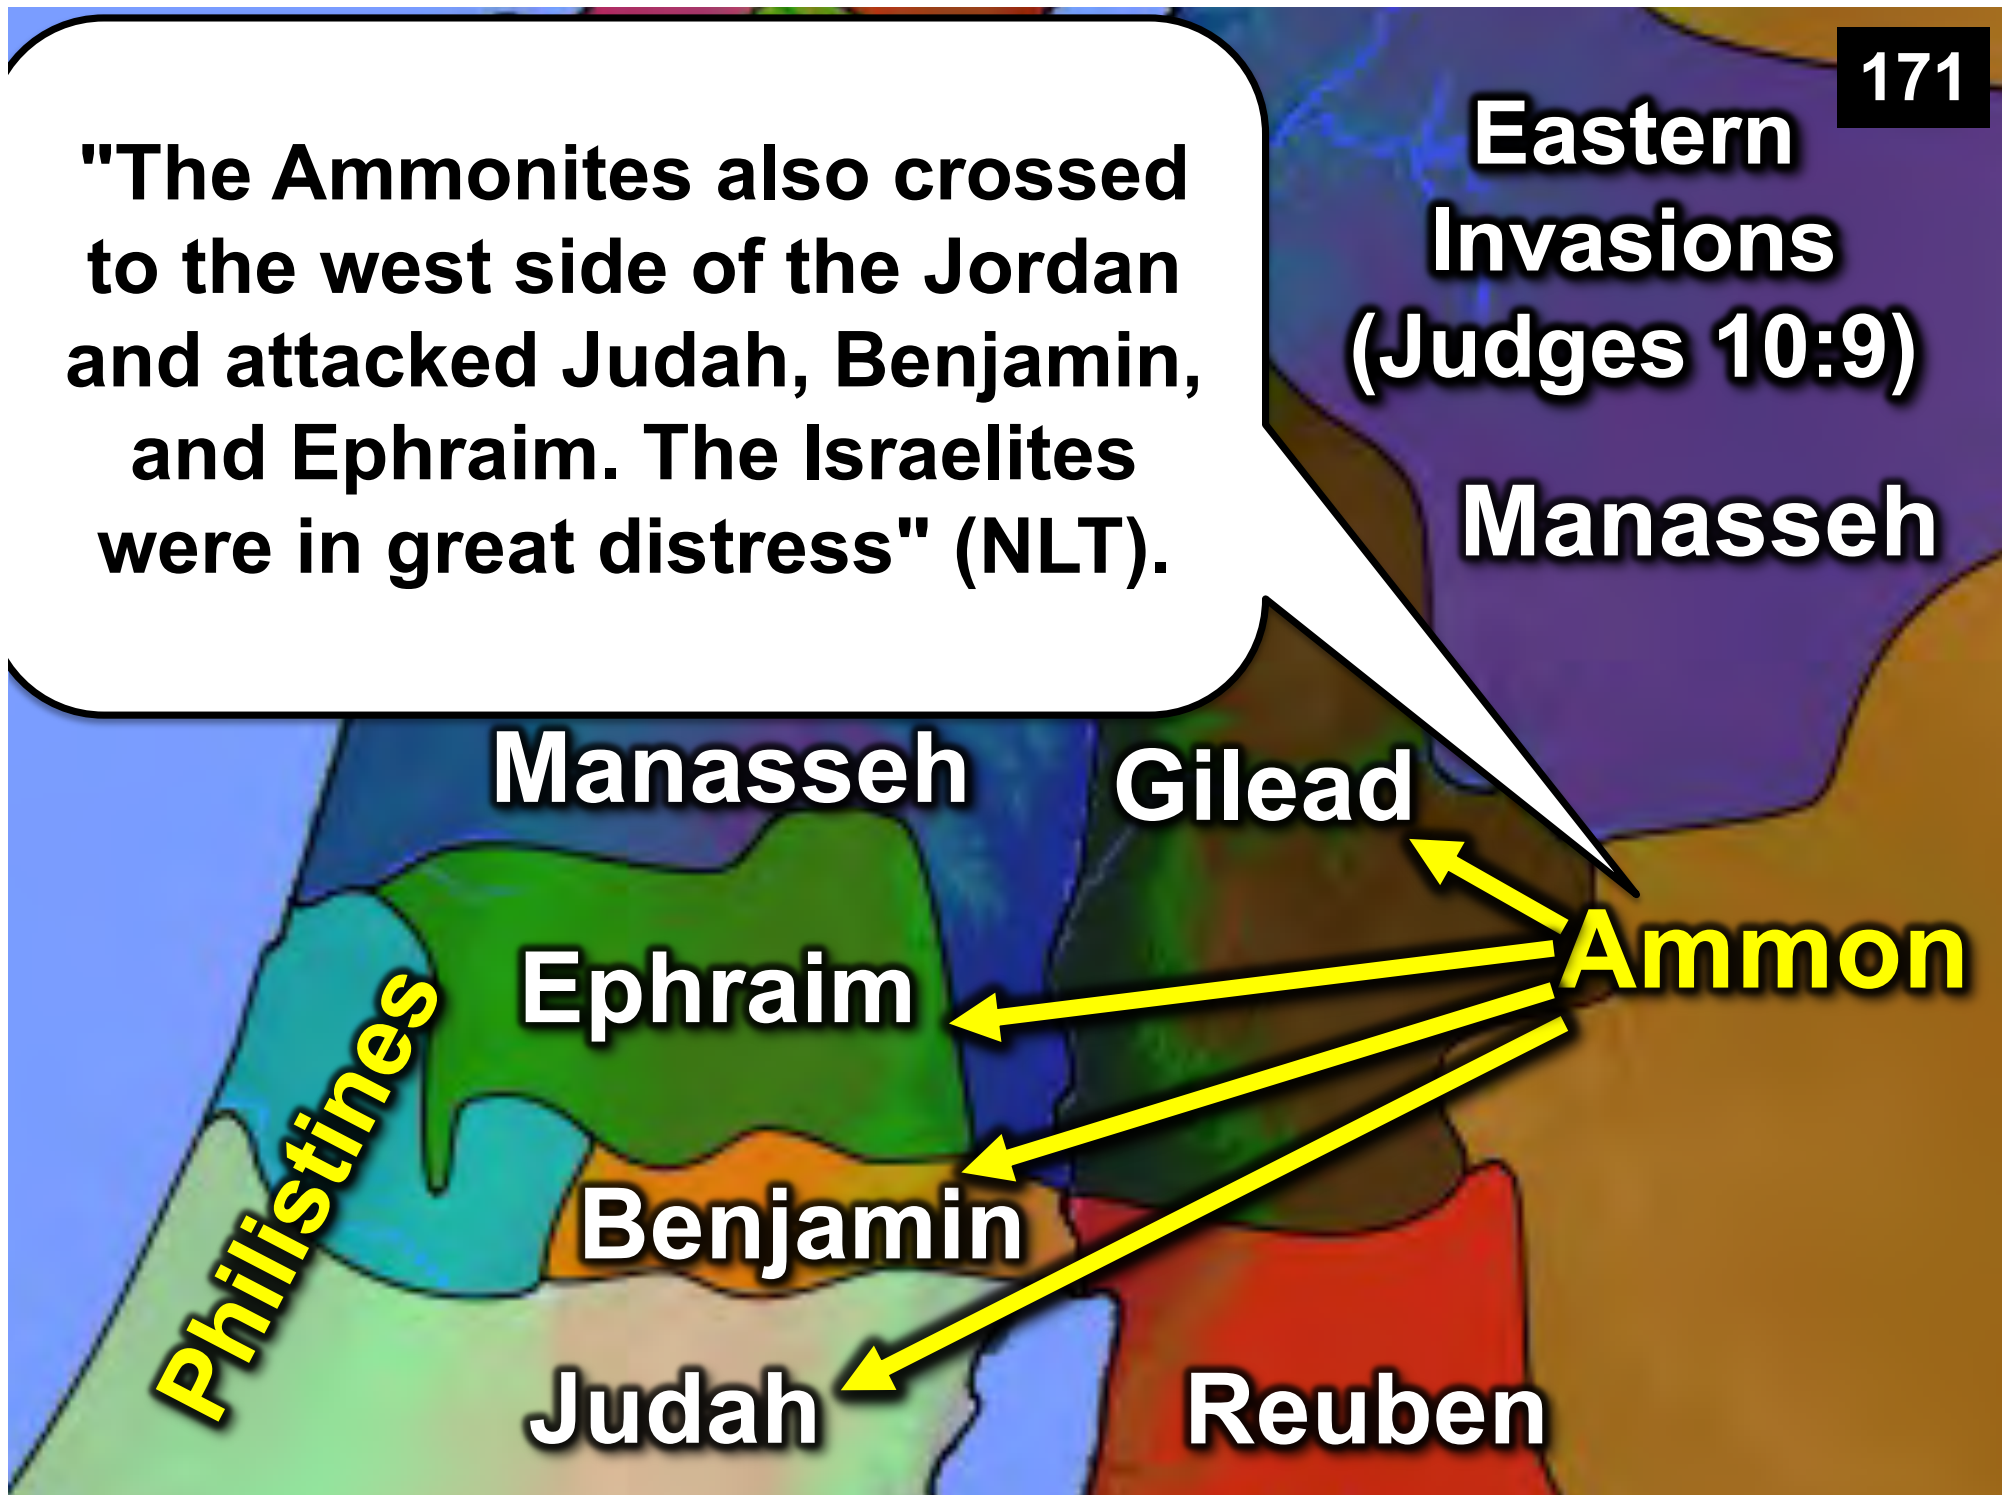 171
"The Ammonites also crossed
to the west side of the Jordan
and attacked Judah, Benjamin,
and Ephraim. The Israelites
were in great distress" (NLT).
Eastern
Invasions
(Judges 10:9)
Manasseh
Manasseh
Gilead
Ammon
Ephraim
Philistines
Benjamin
Judah
Reuben